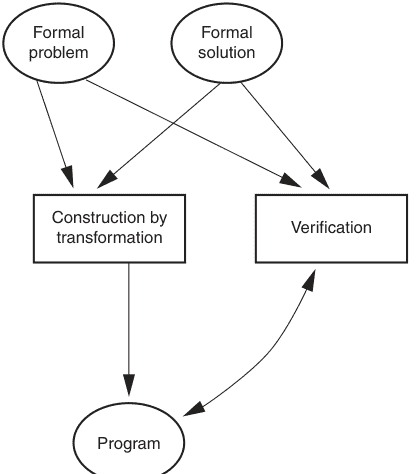 Formal
problem
Formal
solution
Construction by
transformation
Verification
Program